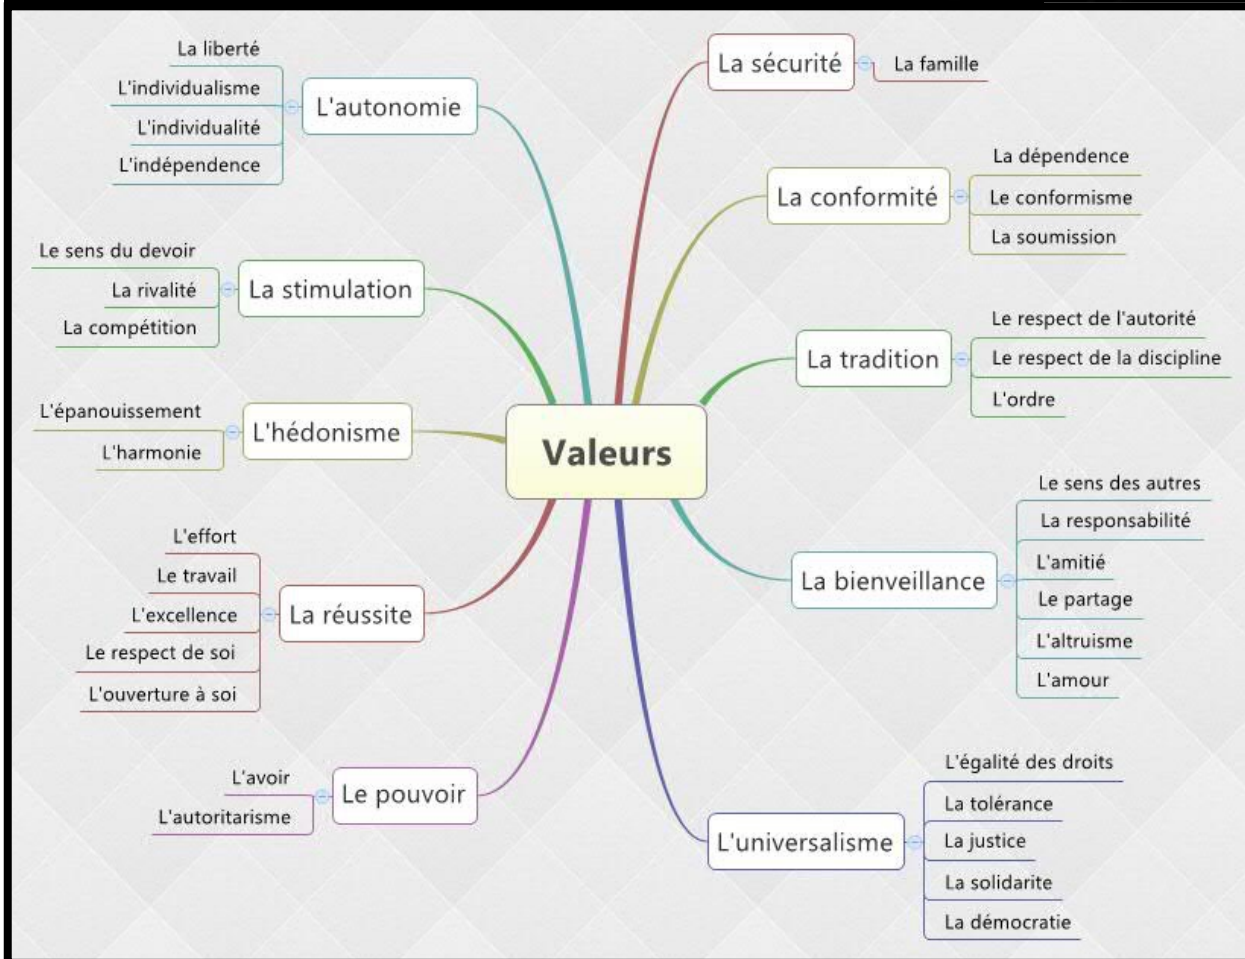 Valeurs
La sécurité
La famille
La conformité
La dépendence
Le conformisme
La soumission
La tradition
Le respect de l'autorité
Le respect de la discipline
L'ordre
La bienveillance
Le sens des autres
La responsabilité
L'amitié
Le partage
L'altruisme
L'amour
L'universalisme
L'égalité des droits
La tolérance
La justice
La solidarite
La démocratie
Le pouvoir
L'avoir
L'autoritarisme
La réussite
L'effort
Le travail
L'excellence
Le respect de soi
L'ouverture à soi
L'hédonisme
L'épanouissement
L'harmonie
La stimulation
Le sens du devoir
La rivalité
La compétition
L'autonomie
La liberté
L'individualisme
L'individualité
L'indépendence